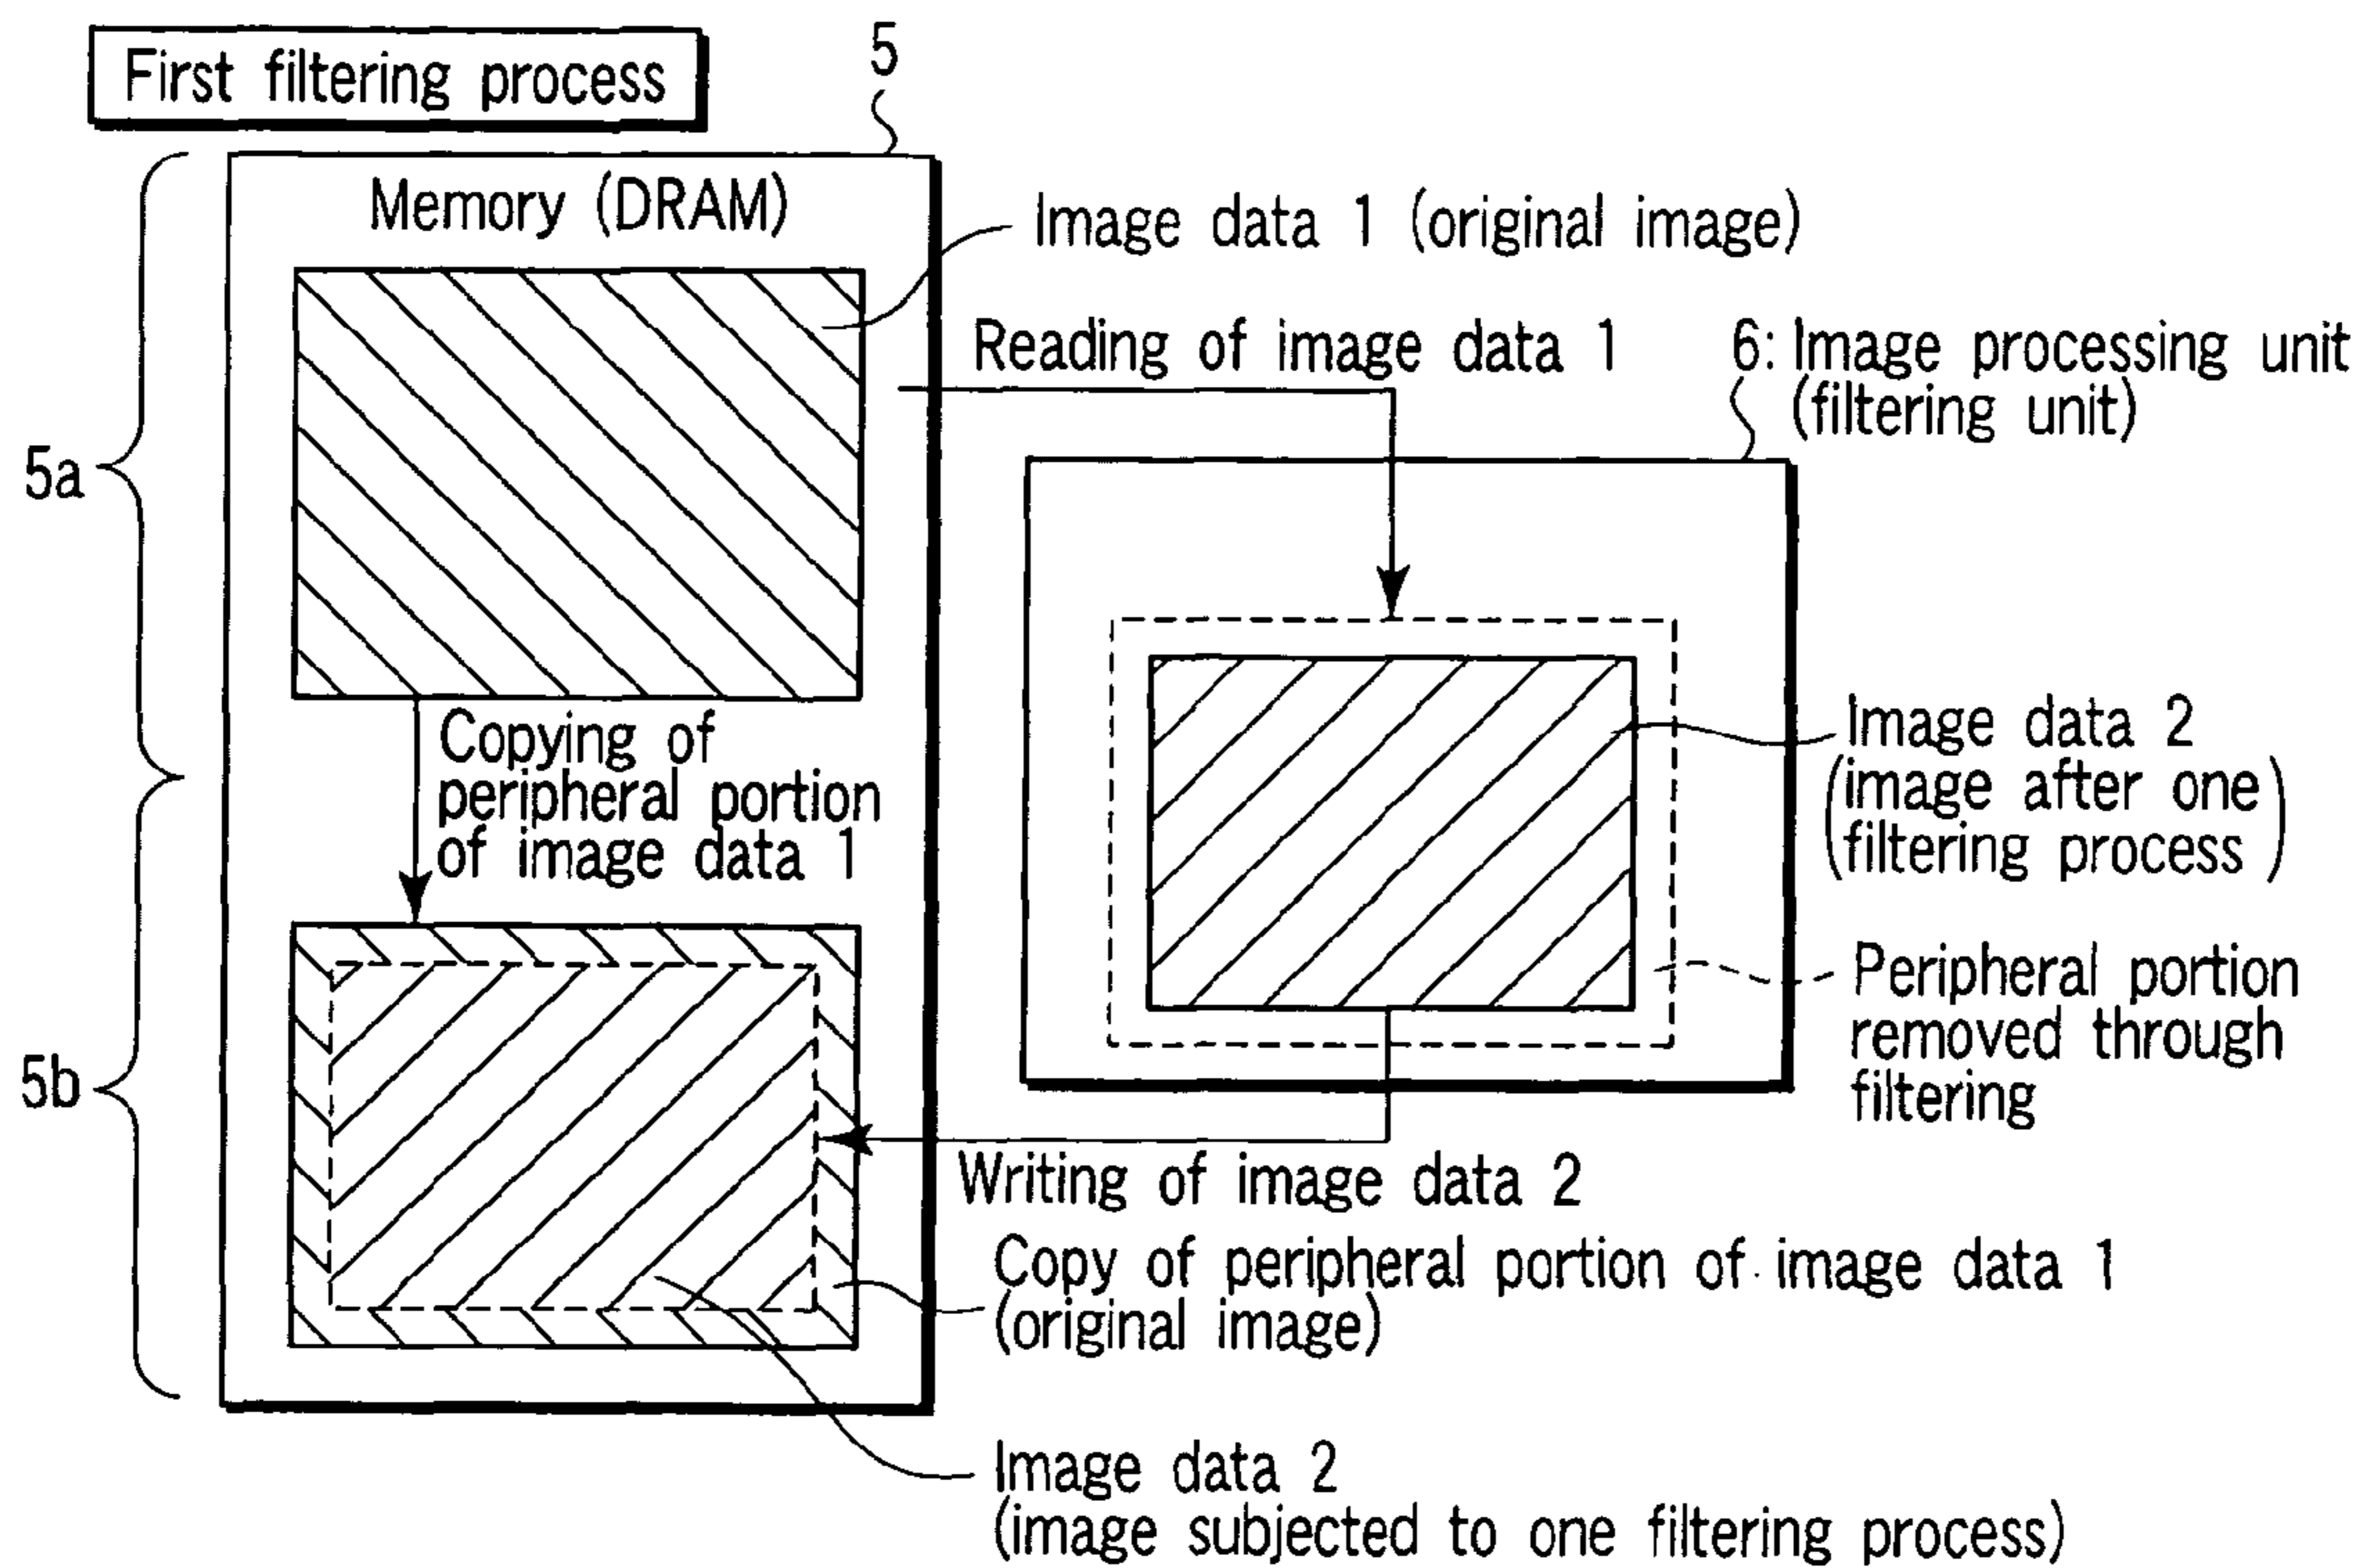 First filtering process
5
Memory (DRAM)
Image data 1 (original image)
Reading of image data 1
6: Image processing unit
(filtering unit)
5a
Copying of
peripheral portion
of image data 1
Image data 2
(image after one
filtering process)
Peripheral portion
removed through
filtering
5b
Writing of image data 2
Copy of peripheral portion of image data 1
(original image)
Image data 2
(image subjected to one filtering process)